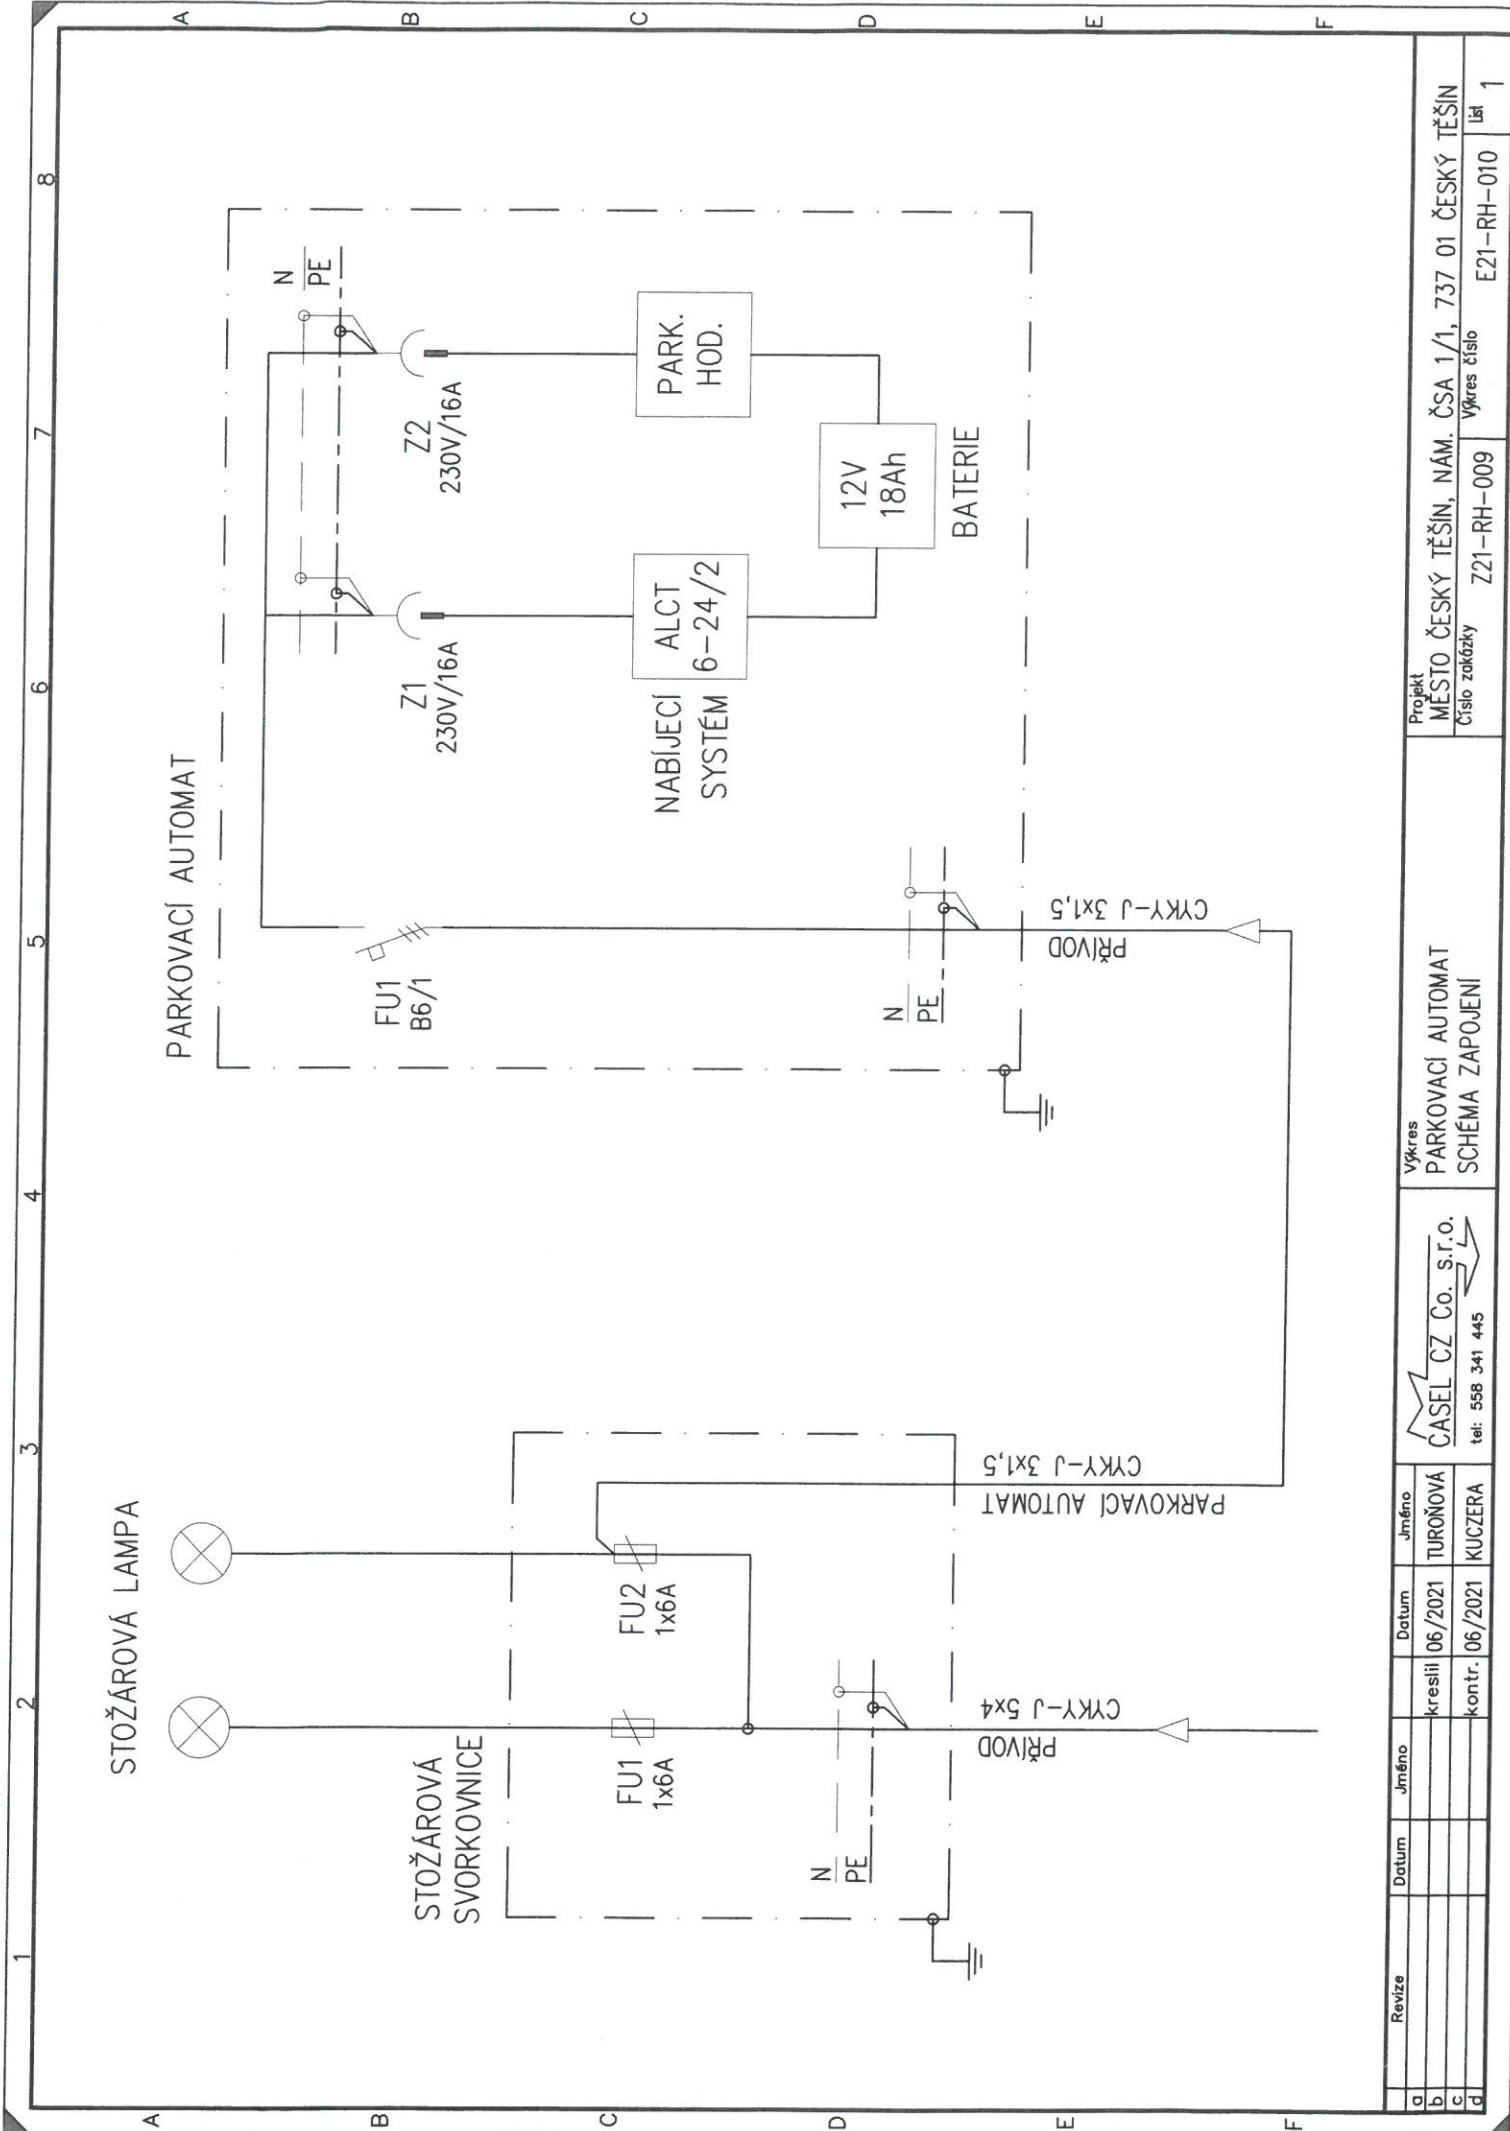 1 2 3 4 5 6 7 8
A A
B B
C C
D D
E E
F F
STOŽÁROVÁ LAMPA
STOŽÁROVÁ
SVORKOVNICE
FU1
1x6A
FU2
1x6A
N
PE
PŘÍVOD
CYKY-J 5x4
PARKOVACÍ AUTOMAT
CYKY-J 3x1,5
PARKOVACÍ AUTOMAT
FU1
B6/1
N
PE
PŘÍVOD
CYKY-J 3x1,5
N
PE
Z1
230V/16A
Z2
230V/16A
NABÍJECÍ
SYSTÉM
ALCT
6-24/2
PARK.
HOD.
12V
18Ah
BATERIE
Revize Datum Jméno Datum Jméno
a
b kreslil 06/2021 TUROŇOVÁ
c
d kontr. 06/2021 KUCZERA
CASEL CZ Co. s.r.o.
tel: 558 341 445
Výkres
PARKOVACÍ AUTOMAT
SCHÉMA ZAPOJENÍ
Projekt
MĚSTO ČESKÝ TĚŠÍN, NÁM. ČSA 1/1, 737 01 ČESKÝ TĚŠÍN
Číslo zakázky Z21-RH-009
Výkres číslo E21-RH-010
List 1